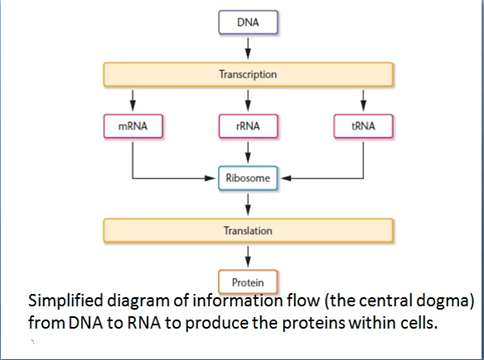 DNA
Transcription
mRNA rRNA tRNA
Ribosome
Translation
Protein
Simplified diagram of information flow (the central dogma)
from DNA to RNA to produce the proteins within cells.